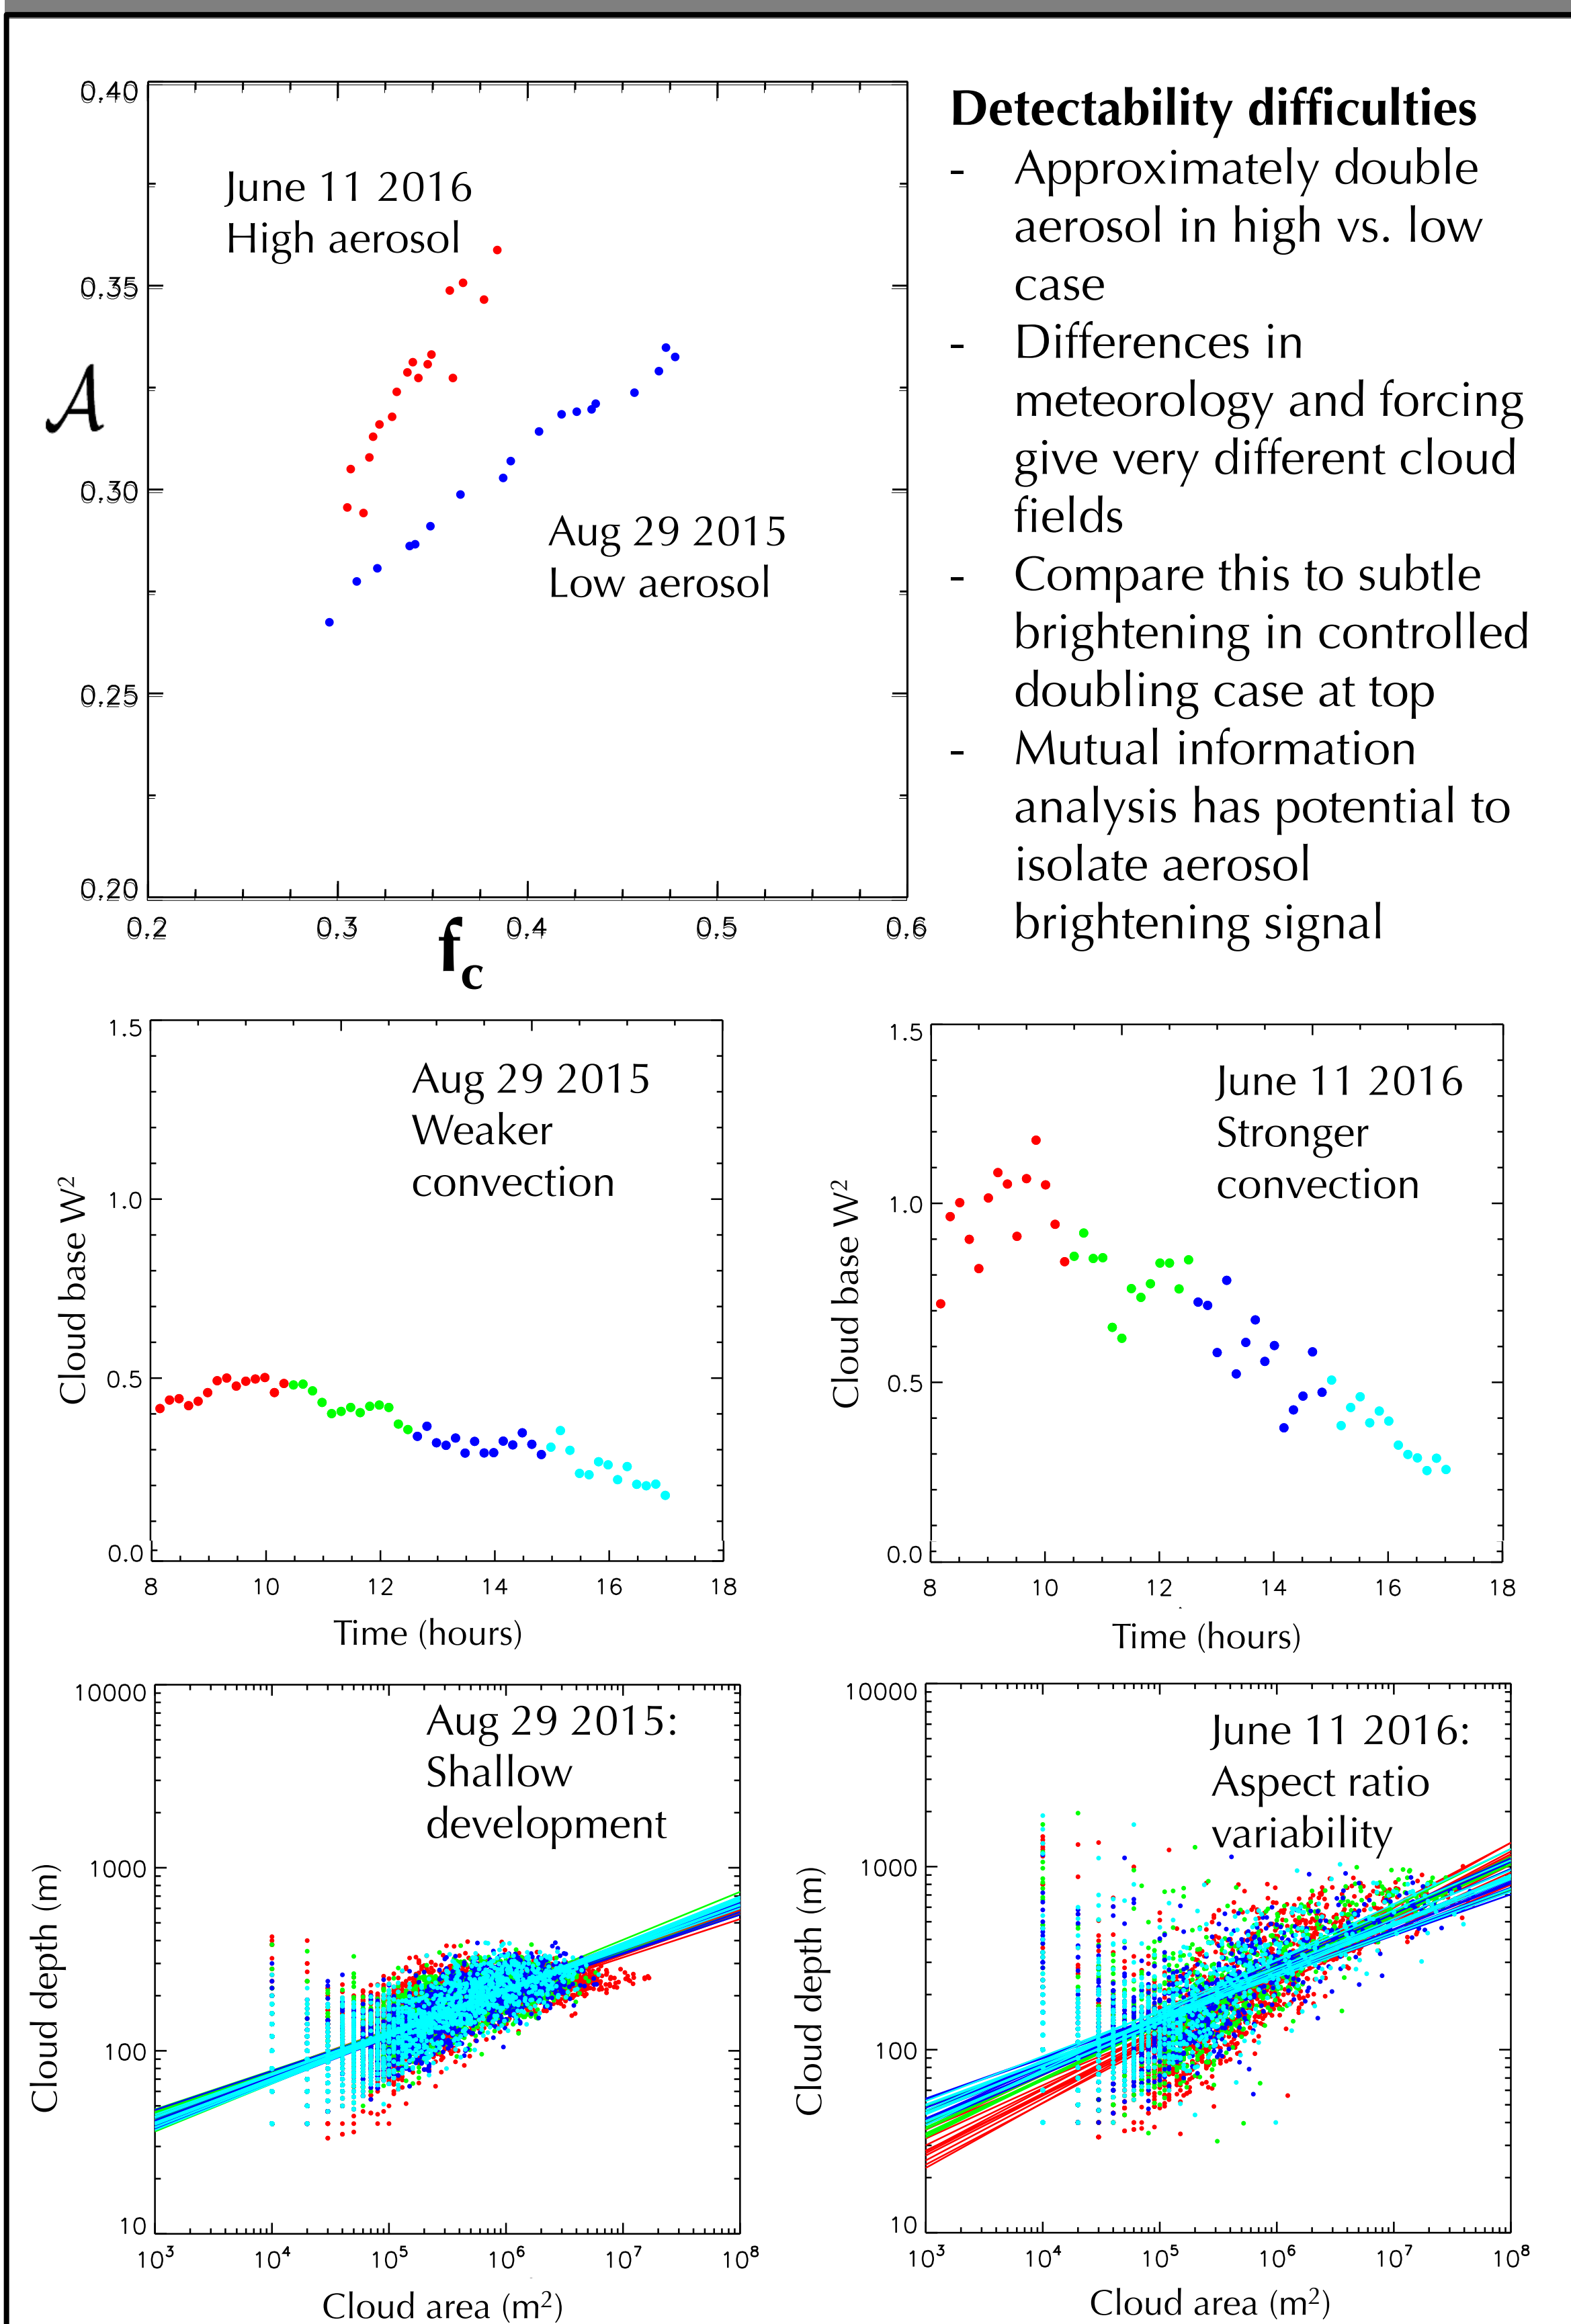 0.40
0.35
0.30
0.25
0.20
𝒜
June 11 2016
High aerosol
Aug 29 2015
Low aerosol
0.2 0.3 0.4 0.5 0.6
fc
Detectability difficulties
- Approximately double
aerosol in high vs. low
case
- Differences in
meteorology and forcing
give very different cloud
fields
- Compare this to subtle
brightening in controlled
doubling case at top
- Mutual information
analysis has potential to
isolate aerosol
brightening signal
1.5
1.0
0.5
0.0
Cloud base W²
Aug 29 2015
Weaker
convection
8 10 12 14 16 18
Time (hours)
1.5
1.0
0.5
0.0
Cloud base W²
June 11 2016
Stronger
convection
8 10 12 14 16 18
Time (hours)
10000
1000
100
10
Cloud depth (m)
Aug 29 2015:
Shallow
development
10³ 10⁴ 10⁵ 10⁶ 10⁷ 10⁸
Cloud area (m²)
10000
1000
100
10
Cloud depth (m)
June 11 2016:
Aspect ratio
variability
10³ 10⁴ 10⁵ 10⁶ 10⁷ 10⁸
Cloud area (m²)